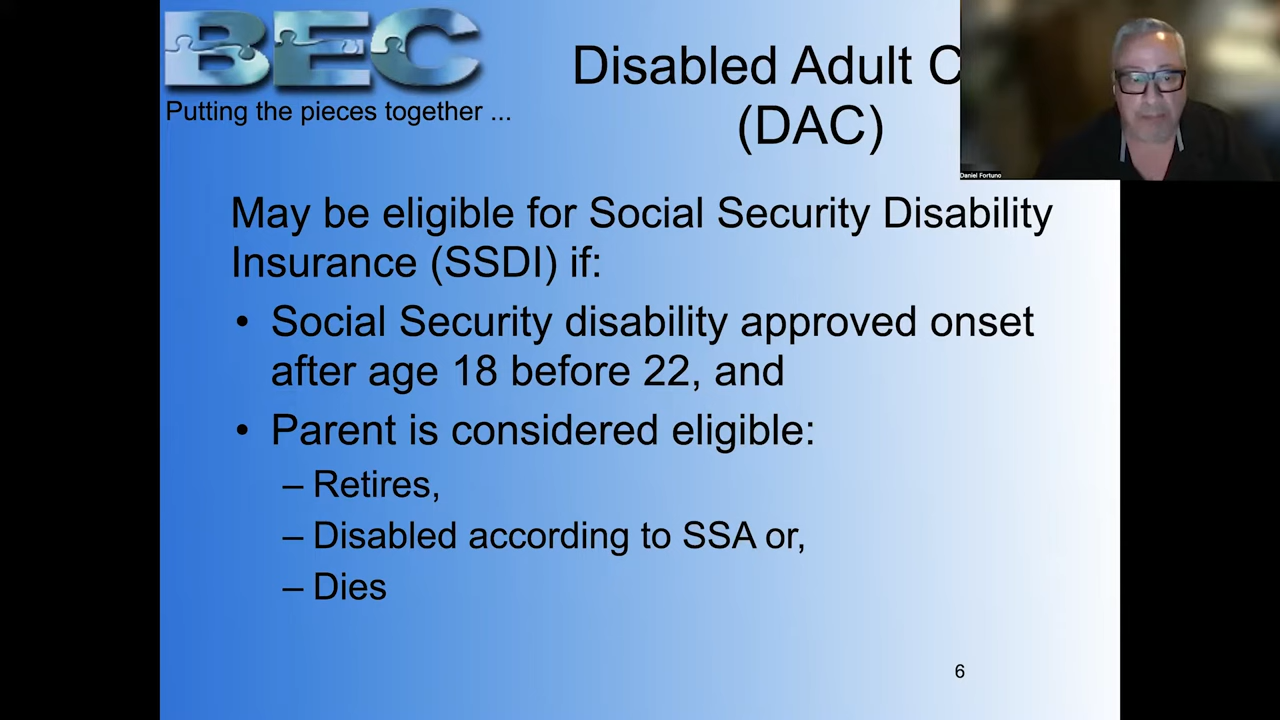 BEC
Putting the pieces together ...
Disabled Adult C
(DAC)
Daniel Fortuno
May be eligible for Social Security Disability
Insurance (SSDI) if:
• Social Security disability approved onset
after age 18 before 22, and
• Parent is considered eligible:
– Retires,
– Disabled according to SSA or,
– Dies
6